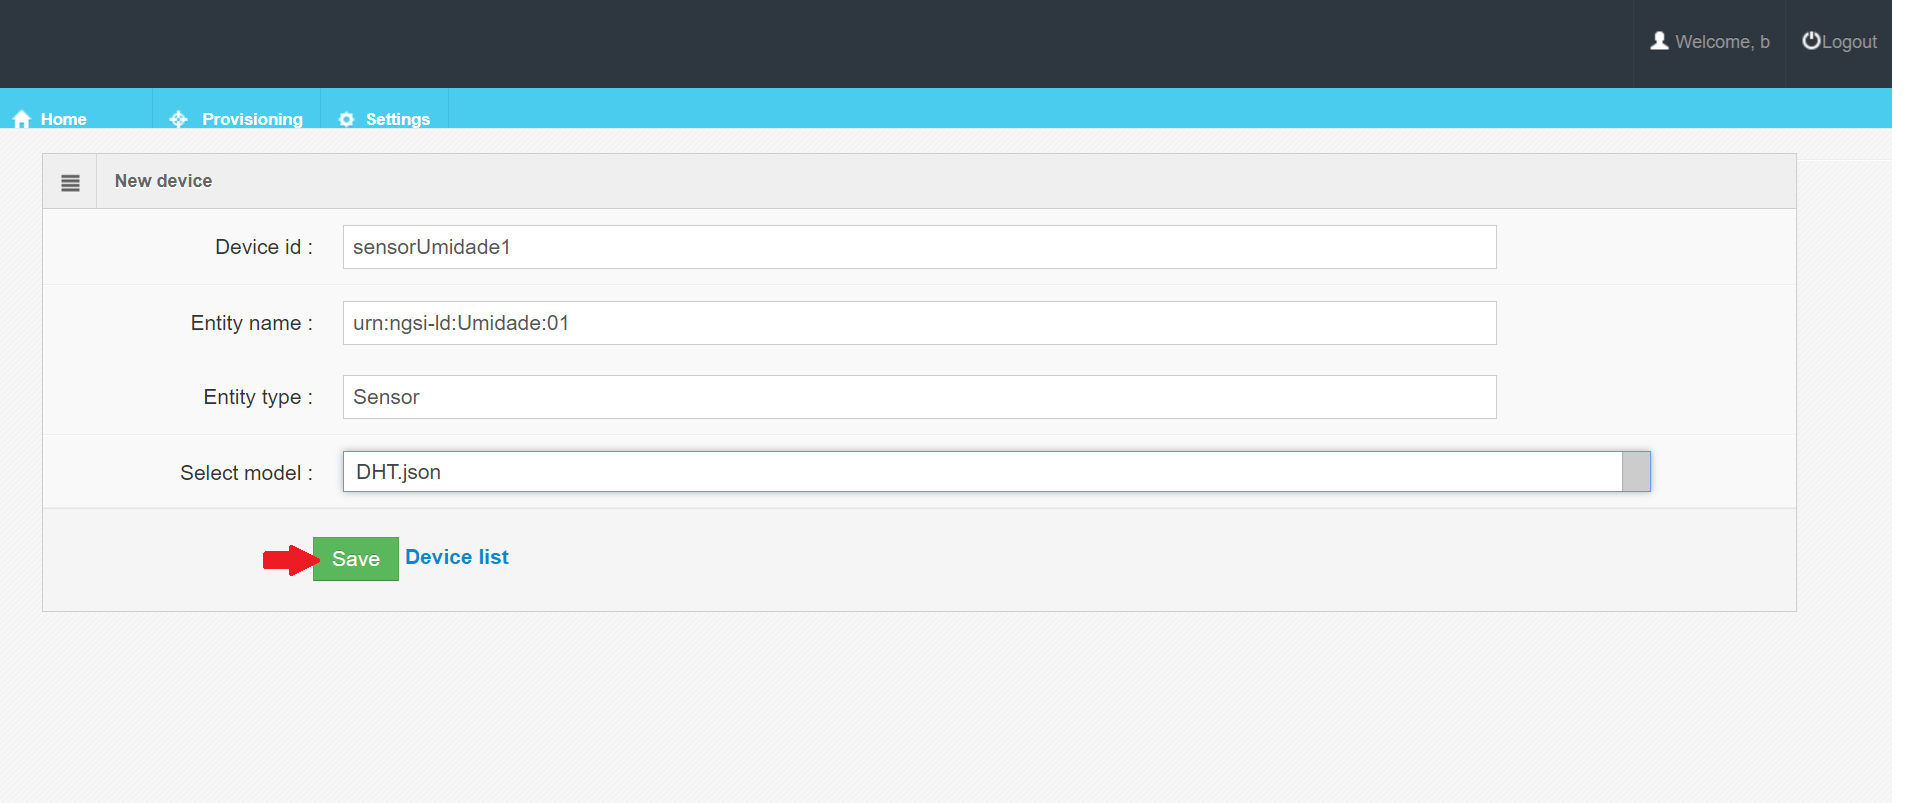 Welcome, b
Logout
Home
Provisioning
Settings
New device
Device id :
sensorUmidade1
Entity name :
urn:ngsi-ld:Umidade:01
Entity type :
Sensor
Select model :
DHT.json
Save
Device list